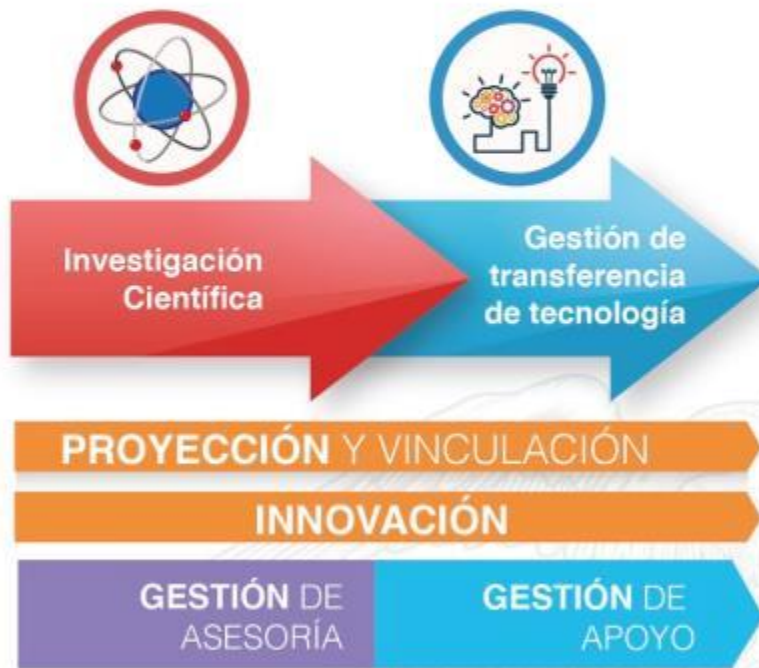 Investigación
Científica
Gestión de
transferencia
de tecnología
PROYECCIÓN Y VINCULACIÓN
INNOVACIÓN
GESTIÓN DE
ASESORÍA
GESTIÓN DE
APOYO